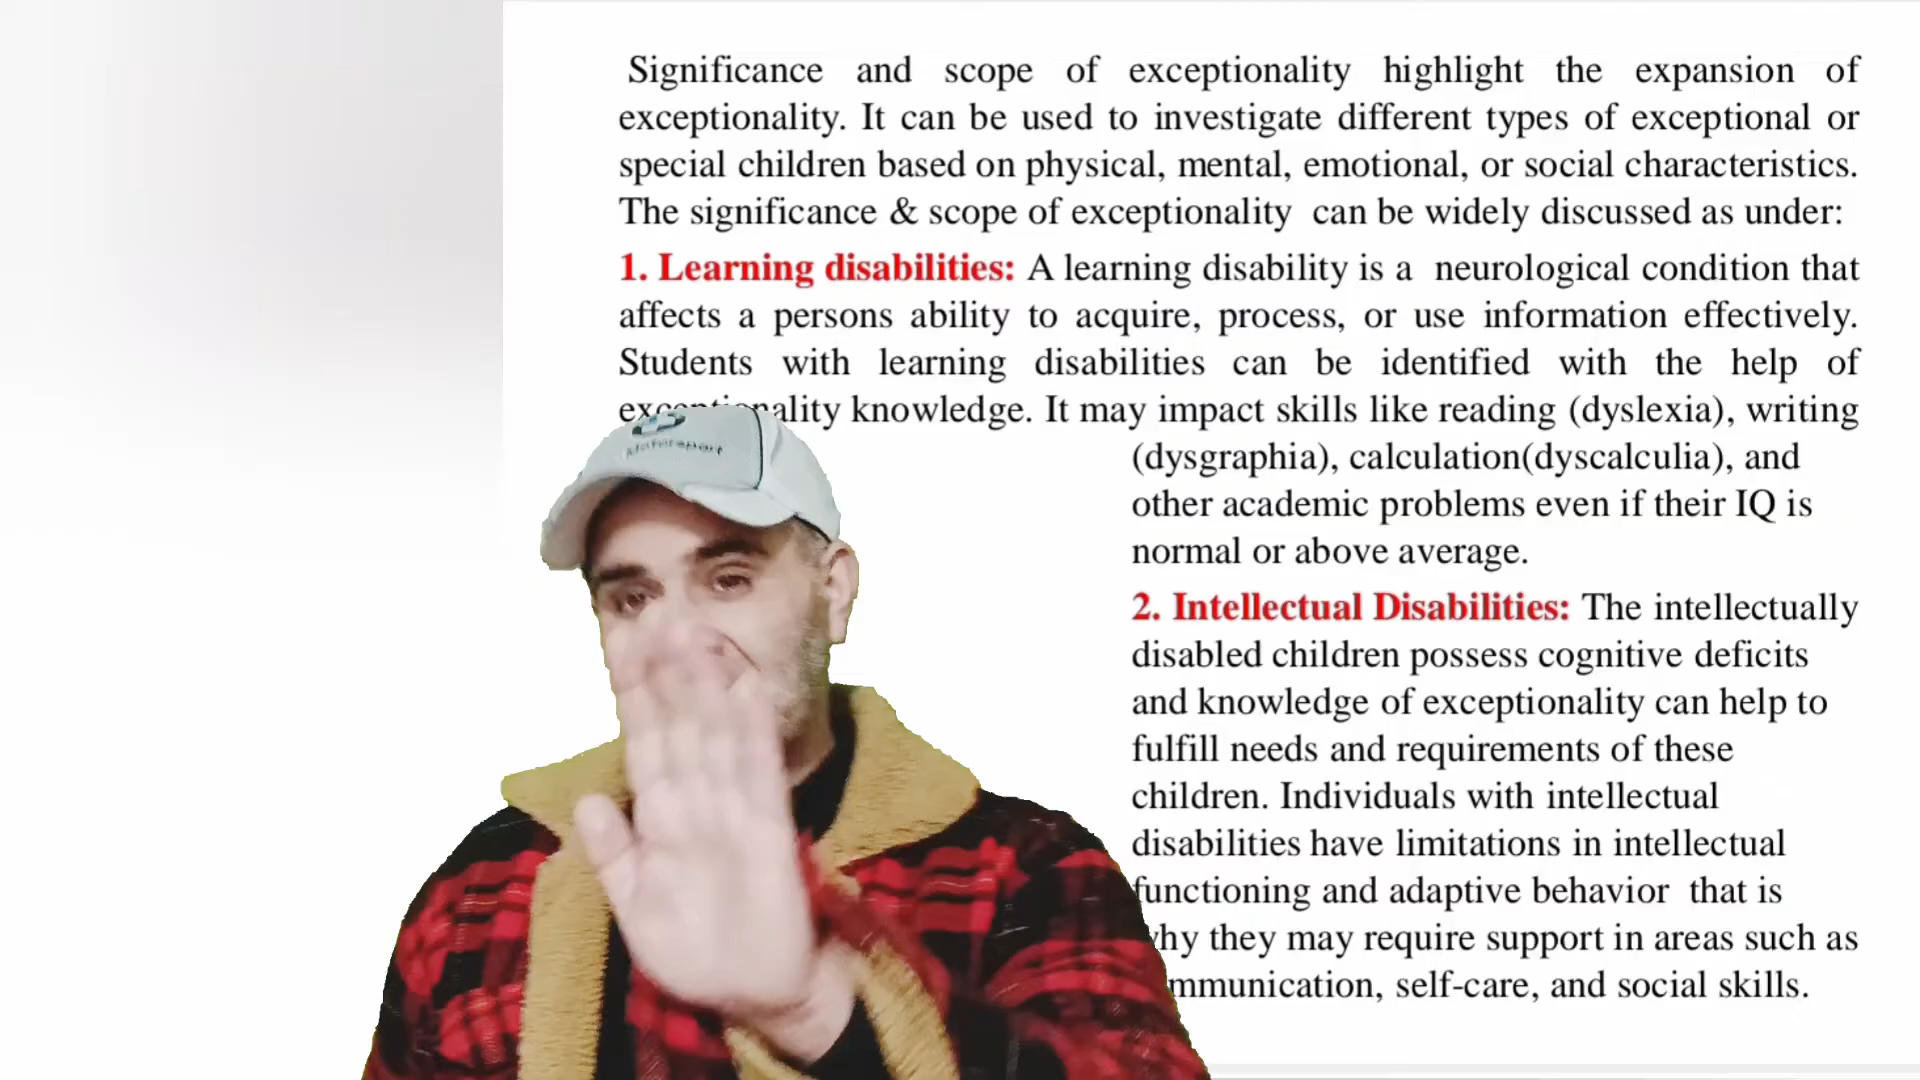 Significance and scope of exceptionality highlight the expansion of
exceptionality. It can be used to investigate different types of exceptional or
special children based on physical, mental, emotional, or social characteristics.
The significance & scope of exceptionality can be widely discussed as under:
1. Learning disabilities: A learning disability is a neurological condition that
affects a persons ability to acquire, process, or use information effectively.
Students with learning disabilities can be identified with the help of
exceptionality knowledge. It may impact skills like reading (dyslexia), writing
(dysgraphia), calculation(dyscalculia), and
other academic problems even if their IQ is
normal or above average.
2. Intellectual Disabilities: The intellectually
disabled children possess cognitive deficits
and knowledge of exceptionality can help to
fulfill needs and requirements of these
children. Individuals with intellectual
disabilities have limitations in intellectual
functioning and adaptive behavior that is
why they may require support in areas such as
mmunication, self-care, and social skills.